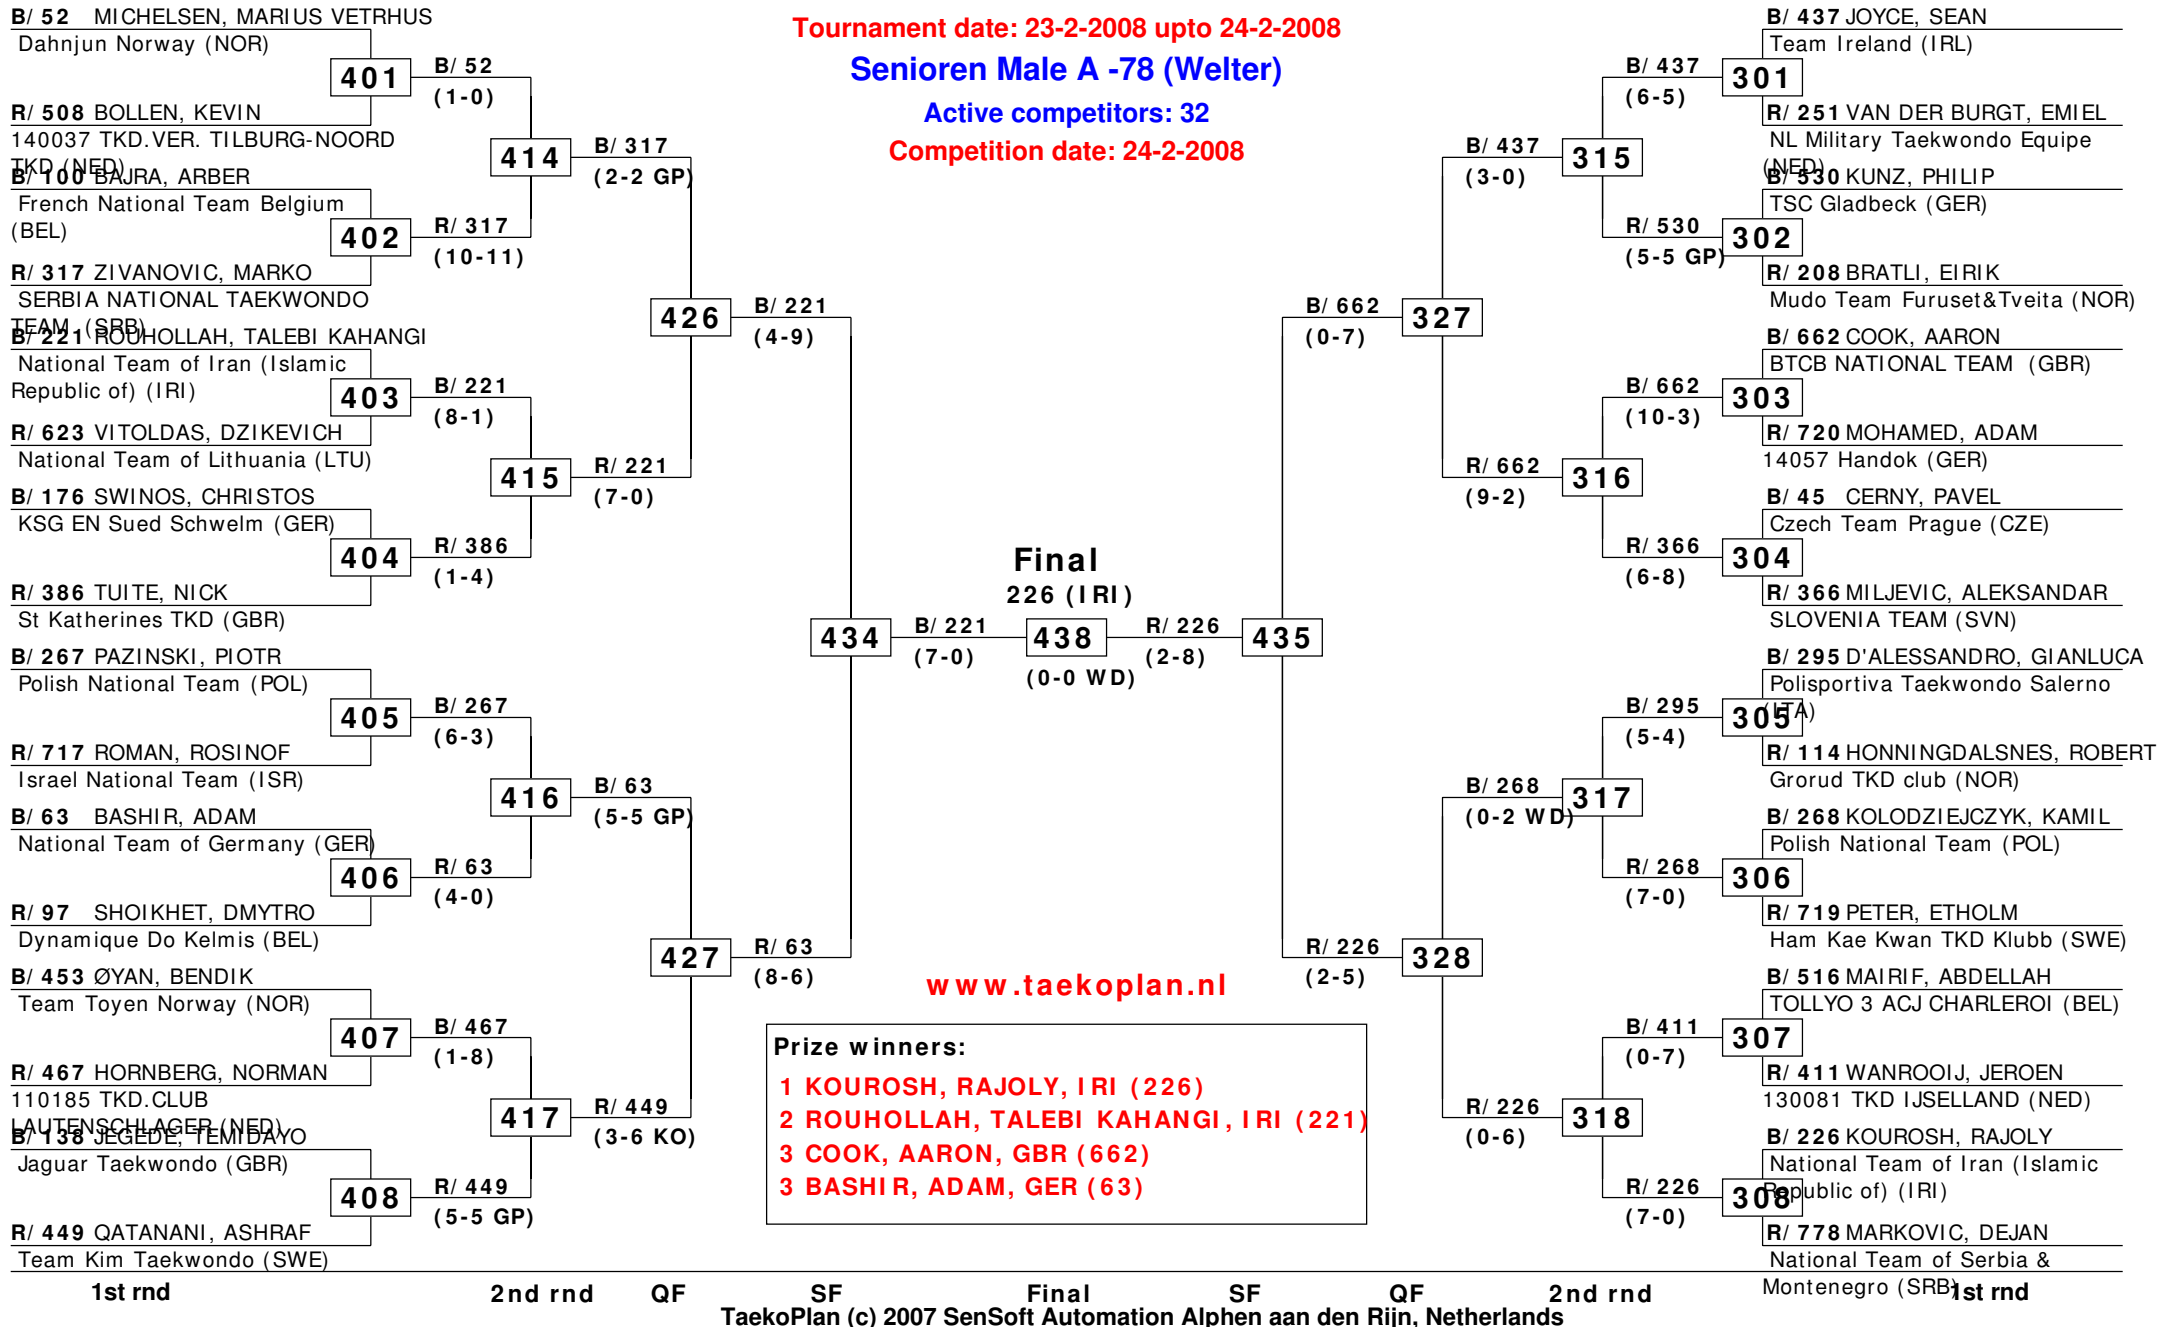 Tournament date: 23-2-2008 upto 24-2-2008
Senioren Male A -78 (Welter)
Active competitors: 32
Competition date: 24-2-2008
B/ 52 MICHELSEN, MARIUS VETRHUS
Dahnjun Norway (NOR)
401
R/ 508 BOLLEN, KEVIN
140037 TKD.VER. TILBURG-NOORD
TKD (NED)
B/ 100 BAJRA, ARBER
French National Team Belgium
(BEL)
402
R/ 317 ZIVANOVIC, MARKO
SERBIA NATIONAL TAEKWONDO
TEAM (SRB)
B/ 221 ROUHOLLAH, TALEBI KAHANGI
National Team of Iran (Islamic
Republic of) (IRI)
403
R/ 623 VITOLDAS, DZIKEVICH
National Team of Lithuania (LTU)
B/ 176 SWINOS, CHRISTOS
KSG EN Sued Schwelm (GER)
404
R/ 386 TUITE, NICK
St Katherines TKD (GBR)
B/ 267 PAZINSKI, PIOTR
Polish National Team (POL)
405
R/ 717 ROMAN, ROSINOF
Israel National Team (ISR)
B/ 63 BASHIR, ADAM
National Team of Germany (GER)
406
R/ 97 SHOIKHET, DMYTRO
Dynamique Do Kelmis (BEL)
B/ 453 ØYAN, BENDIK
Team Toyen Norway (NOR)
407
R/ 467 HORNBERG, NORMAN
110185 TKD.CLUB
LAUTENSCHLAGER (NED)
B/ 138 JEGEDE, TEMIDAYO
Jaguar Taekwondo (GBR)
408
R/ 449 QATANANI, ASHRAF
Team Kim Taekwondo (SWE)
B/ 52
(1-0)
414
R/ 317
(10-11)
B/ 221
(8-1)
415
R/ 386
(1-4)
B/ 267
(6-3)
416
R/ 63
(4-0)
B/ 467
(1-8)
417
R/ 449
(5-5 GP)
B/ 317
(2-2 GP)
426
R/ 221
(7-0)
B/ 63
(5-5 GP)
427
R/ 449
(3-6 KO)
B/ 221
(4-9)
434
R/ 63
(8-6)
B/ 221
(7-0)
Final
226 (IRI)
438
(0-0 WD)
R/ 226
(2-8)
435
B/ 662
(0-7)
R/ 226
(2-5)
327
328
B/ 437
(3-0)
R/ 662
(9-2)
B/ 268
(0-2 WD)
R/ 226
(0-6)
315
316
317
318
B/ 437
(6-5)
R/ 530
(5-5 GP)
B/ 662
(10-3)
R/ 366
(6-8)
B/ 295
(5-4)
R/ 268
(7-0)
B/ 411
(0-7)
R/ 226
(7-0)
B/ 437 JOYCE, SEAN
Team Ireland (IRL)
301
R/ 251 VAN DER BURGT, EMIEL
NL Military Taekwondo Equipe
(NED)
B/ 530 KUNZ, PHILIP
TSC Gladbeck (GER)
302
R/ 208 BRATLI, EIRIK
Mudo Team Furuset&Tveita (NOR)
B/ 662 COOK, AARON
BTCB NATIONAL TEAM (GBR)
303
R/ 720 MOHAMED, ADAM
14057 Handok (GER)
B/ 45 CERNY, PAVEL
Czech Team Prague (CZE)
304
R/ 366 MILJEVIC, ALEKSANDAR
SLOVENIA TEAM (SVN)
B/ 295 D'ALESSANDRO, GIANLUCA
Polisportiva Taekwondo Salerno
(ITA)
305
R/ 114 HONNINGDALSNES, ROBERT
Grorud TKD club (NOR)
B/ 268 KOLODZIEJCZYK, KAMIL
Polish National Team (POL)
306
R/ 719 PETER, ETHOLM
Ham Kae Kwan TKD Klubb (SWE)
B/ 516 MAIRIF, ABDELLAH
TOLLYO 3 ACJ CHARLEROI (BEL)
307
R/ 411 WANROOIJ, JEROEN
130081 TKD IJSELLAND (NED)
B/ 226 KOUROSH, RAJOLY
National Team of Iran (Islamic
Republic of) (IRI)
308
R/ 778 MARKOVIC, DEJAN
National Team of Serbia &
Montenegro (SRB)
www.taekoplan.nl
Prize winners:
1 KOUROSH, RAJOLY, IRI (226)
2 ROUHOLLAH, TALEBI KAHANGI, IRI (221)
3 COOK, AARON, GBR (662)
3 BASHIR, ADAM, GER (63)
1st rnd 2nd rnd QF SF Final SF QF 2nd rnd 1st rnd
TaekoPlan (c) 2007 SenSoft Automation Alphen aan den Rijn, Netherlands